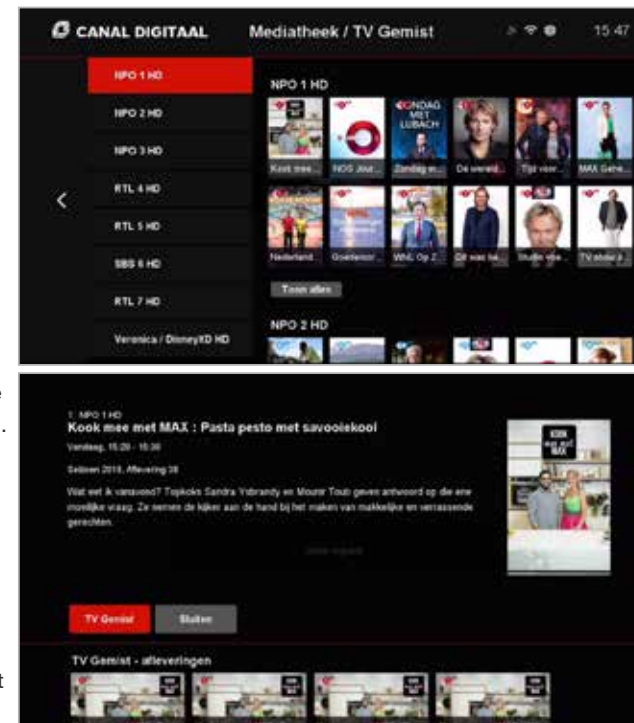 CANAL DIGITAAL
Mediatheek / TV Gemist
15 47
NPO 1 HD
NPO 2 HD
NPO 3 HD
RTL 4 HD
RTL 5 HD
SBS 6 HD
RTL 7 HD
Veronica / DisneyXD HD
NPO 1 HD
ZONDAG
MET
LUBACH
Kook mee...
NOS Jour...
Zondag m...
De wereld...
Tijd voor...
MAX Gehe...
Nederland...
WNL Op Z...
Dit was he...
Studio Voe...
TV show o...
Toon alles
NPO 2 HD
e
.
t
1. NPO 1 HD
Kook mee met MAX : Pasta pesto met savooiekool
Vandaag, 15:20 - 15:30
Seizoen 2018, Aflevering 38
Wat eet ik vanavond? Topkoks Sandra Ysbrandy en Mounir Toub geven antwoord op die ene
moeilijke vraag. Ze nemen de kijker aan de hand bij het maken van makkelijke en verrassende
gerechten.
KOOK
mee met
MAX
TV Gemist
Sluiten
TV Gemist - afleveringen